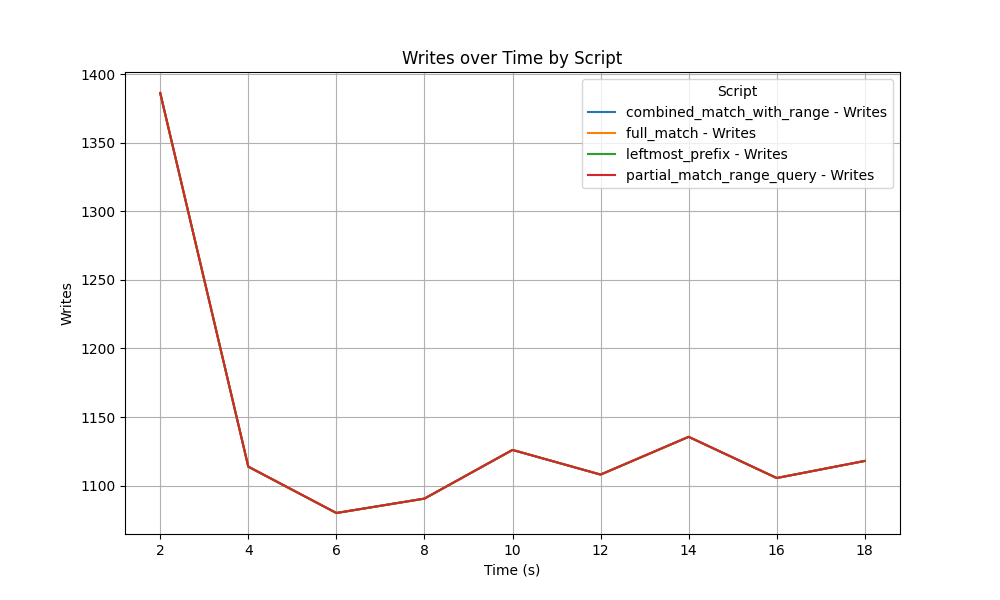 Writes over Time by Script
Script
combined_match_with_range - Writes
full_match - Writes
leftmost_prefix - Writes
partial_match_range_query - Writes
Writes
1400
1350
1300
1250
1200
1150
1100
2 4 6 8 10 12 14 16 18
Time (s)